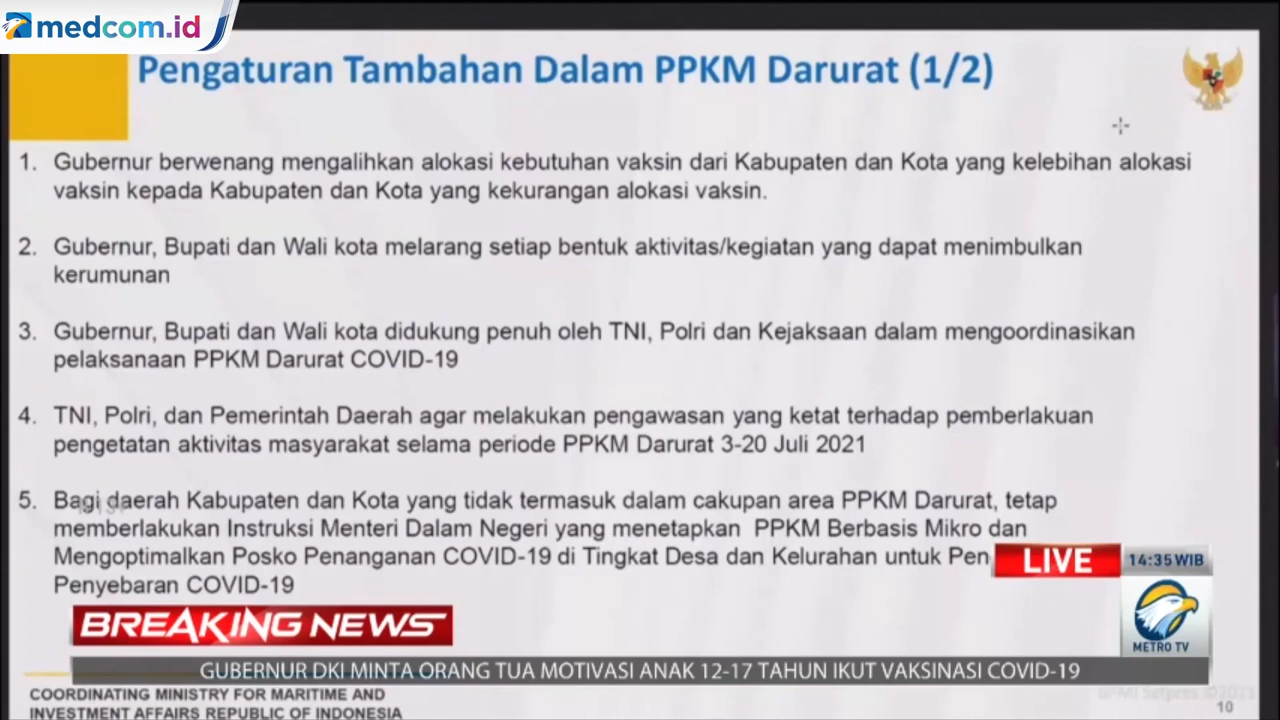 medcom.id
Pengaturan Tambahan Dalam PPKM Darurat (1/2)
1. Gubernur berwenang mengalihkan alokasi kebutuhan vaksin dari Kabupaten dan Kota yang kelebihan alokasi
vaksin kepada Kabupaten dan Kota yang kekurangan alokasi vaksin.
2. Gubernur, Bupati dan Wali kota melarang setiap bentuk aktivitas/kegiatan yang dapat menimbulkan
kerumunan
3. Gubernur, Bupati dan Wali kota didukung penuh oleh TNI, Polri dan Kejaksaan dalam mengoordinasikan
pelaksanaan PPKM Darurat COVID-19
4. TNI, Polri, dan Pemerintah Daerah agar melakukan pengawasan yang ketat terhadap pemberlakuan
pengetatan aktivitas masyarakat selama periode PPKM Darurat 3-20 Juli 2021
5. Bagi daerah Kabupaten dan Kota yang tidak termasuk dalam cakupan area PPKM Darurat, tetap
memberlakukan Instruksi Menteri Dalam Negeri yang menetapkan PPKM Berbasis Mikro dan
Mengoptimalkan Posko Penanganan COVID-19 di Tingkat Desa dan Kelurahan untuk Pen
Penyebaran COVID-19
LIVE
14:35 WIB
METRO TV
BREAKING NEWS
GUBERNUR DKI MINTA ORANG TUA MOTIVASI ANAK 12-17 TAHUN IKUT VAKSINASI COVID-19
COORDINATING MINISTRY FOR MARITIME AND
INVESTMENT AFFAIRS REPUBLIC OF INDONESIA
BPMI Setpres ©2021
10